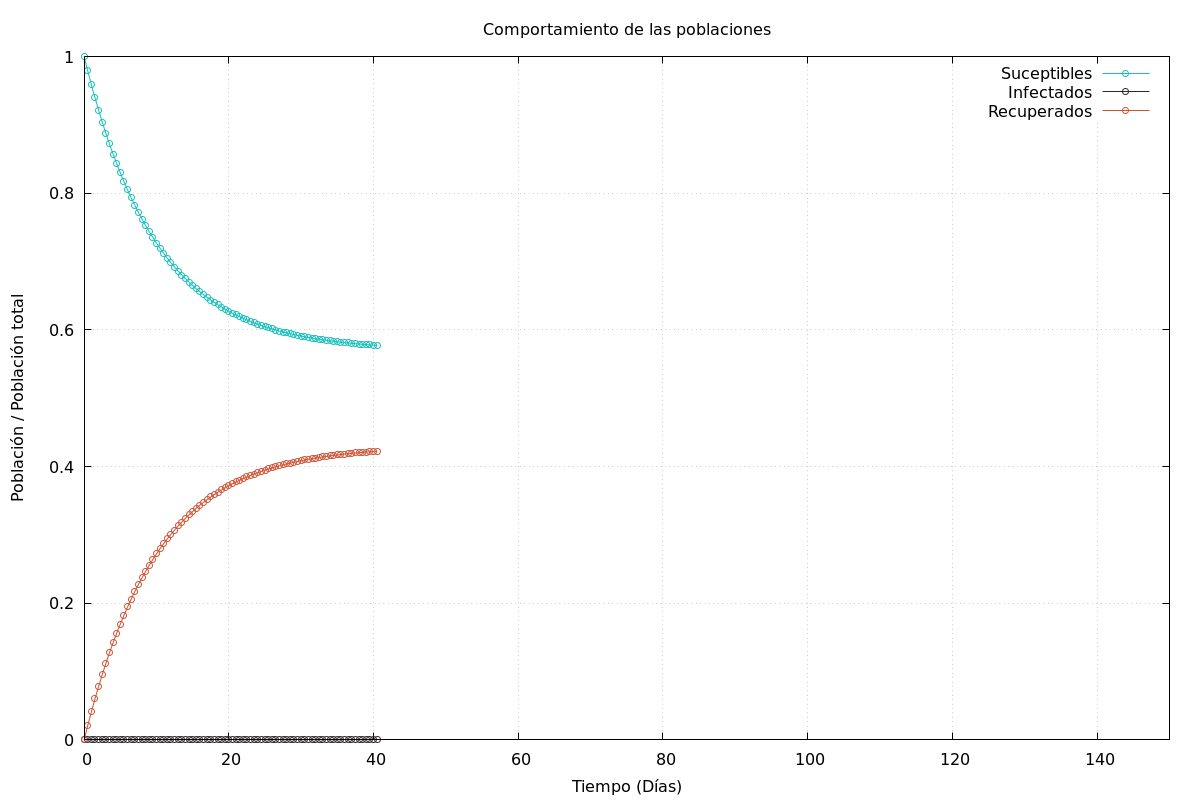 Comportamiento de las poblaciones
1
0.8
0.6
0.4
0.2
0
Población / Población total
Suceptibles
Infectados
Recuperados
0 20 40 60 80 100 120 140
Tiempo (Días)